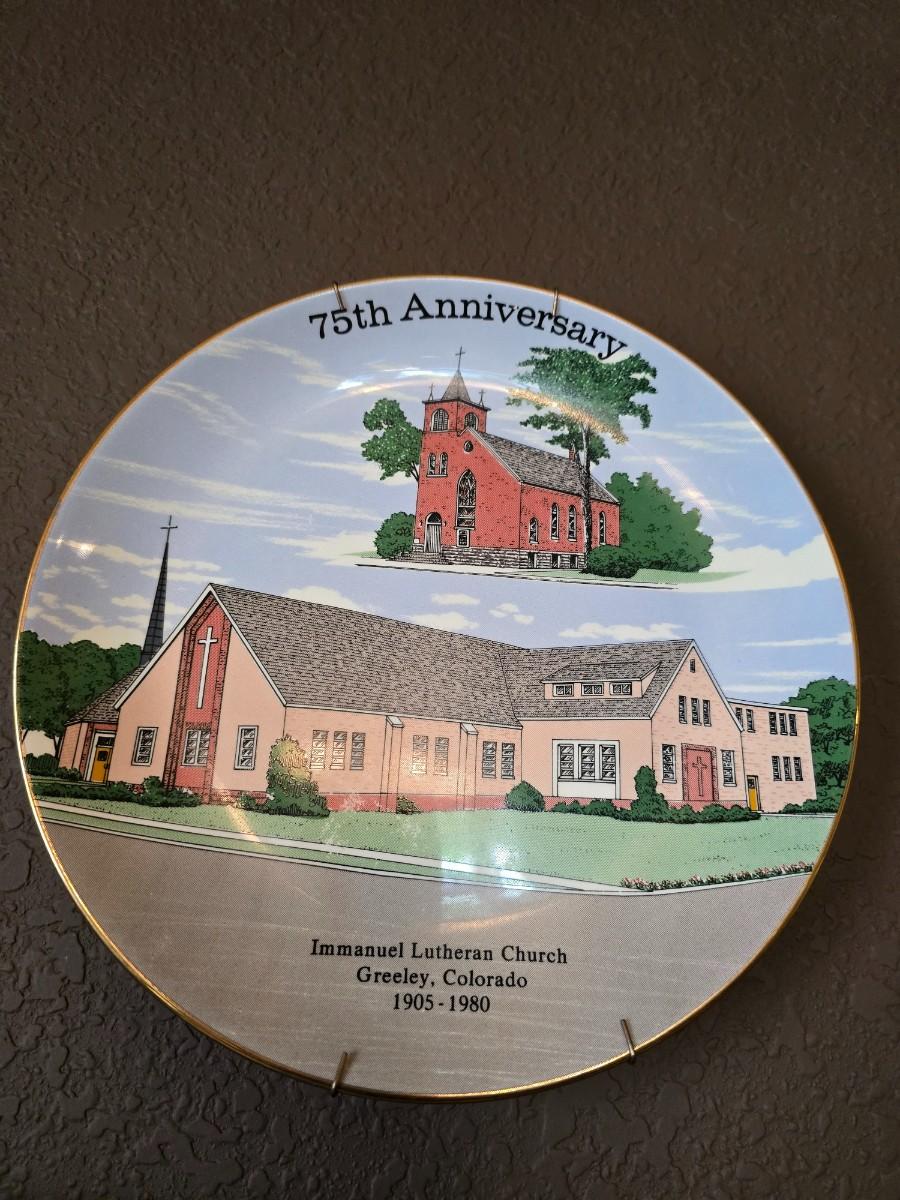 75th Anniversary
Immanuel Lutheran Church
Greeley, Colorado
1905-1980